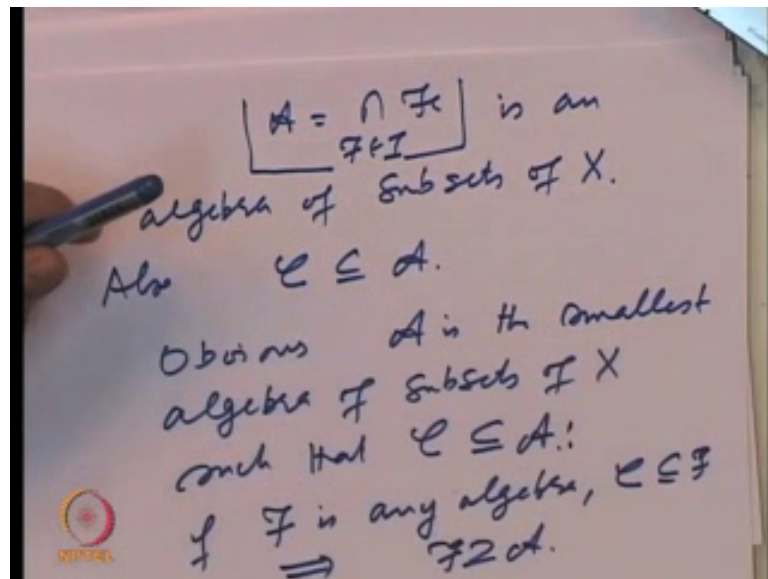 A = ∩ F is an
F∈I
algebra of subsets of X.
Also C ⊆ A.
Obvious A is the smallest
algebra of subsets of X
such that C ⊆ A:
If F is any algebra, C ⊆ F
⟹ F ⊇ A.
NPTEL